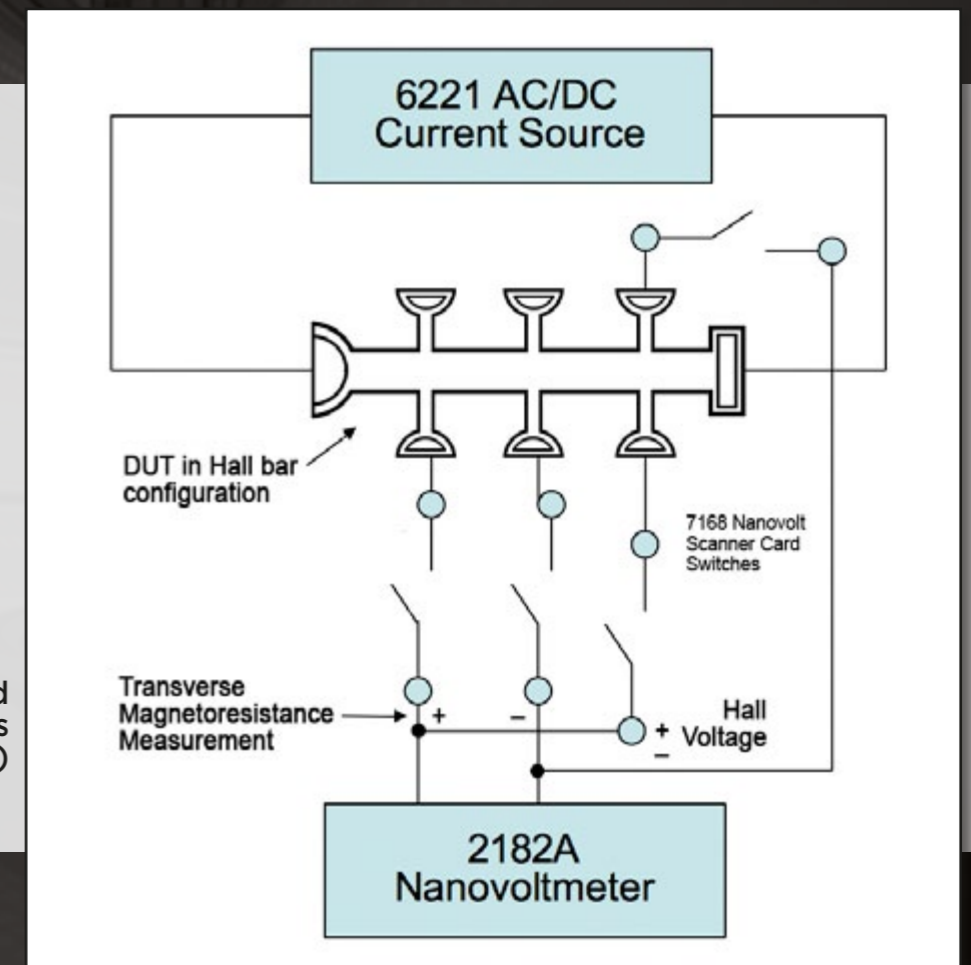 6221 AC/DC
Current Source
DUT in Hall bar
configuration
7168 Nanovolt
Scanner Card
Switches
d
s
)
Transverse
Magnetoresistance
Measurement
+
–
+
–
Hall
Voltage
2182A
Nanovoltmeter